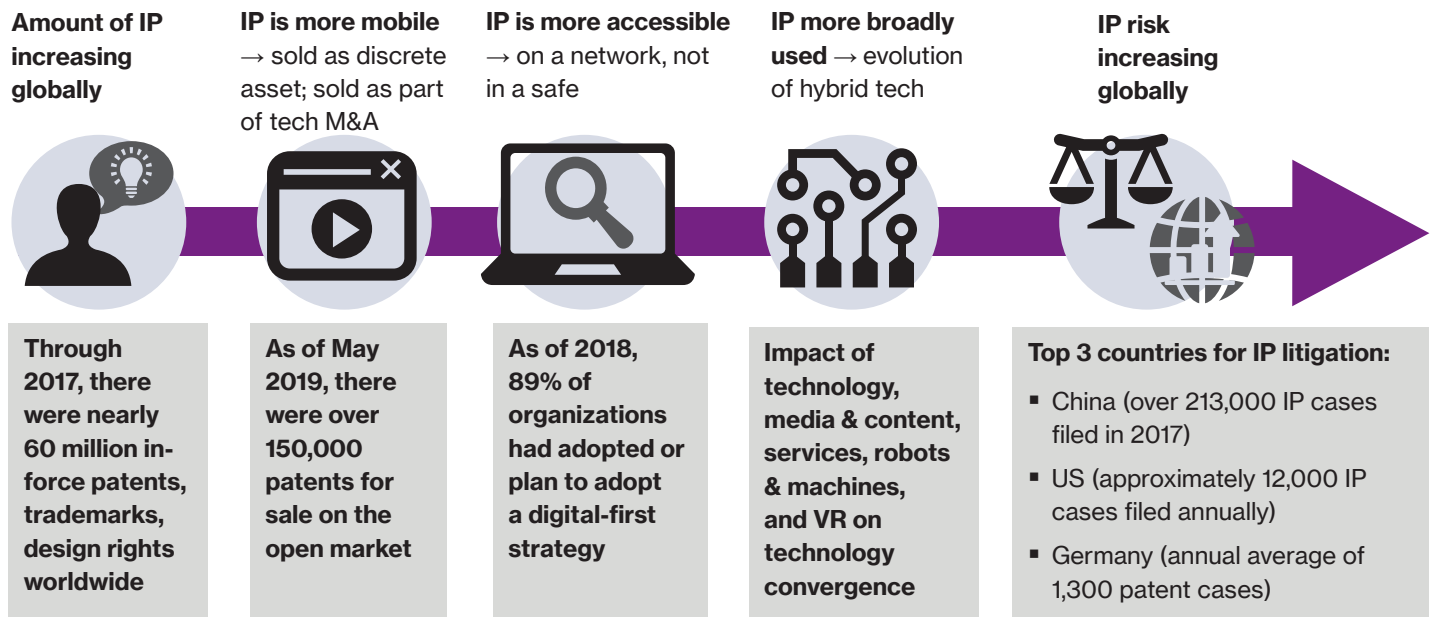 Amount of IP
increasing
globally
IP is more mobile
→ sold as discrete
asset; sold as part
of tech M&A
IP is more accessible
→ on a network, not
in a safe
IP more broadly
used → evolution
of hybrid tech
IP risk
increasing
globally
Through
2017, there
were nearly
60 million in-
force patents,
trademarks,
design rights
worldwide
As of May
2019, there
were over
150,000
patents for
sale on the
open market
As of 2018,
89% of
organizations
had adopted or
plan to adopt
a digital-first
strategy
Impact of
technology,
media & content,
services, robots
& machines,
and VR on
technology
convergence
Top 3 countries for IP litigation:
▪ China (over 213,000 IP cases
filed in 2017)
▪ US (approximately 12,000 IP
cases filed annually)
▪ Germany (annual average of
1,300 patent cases)